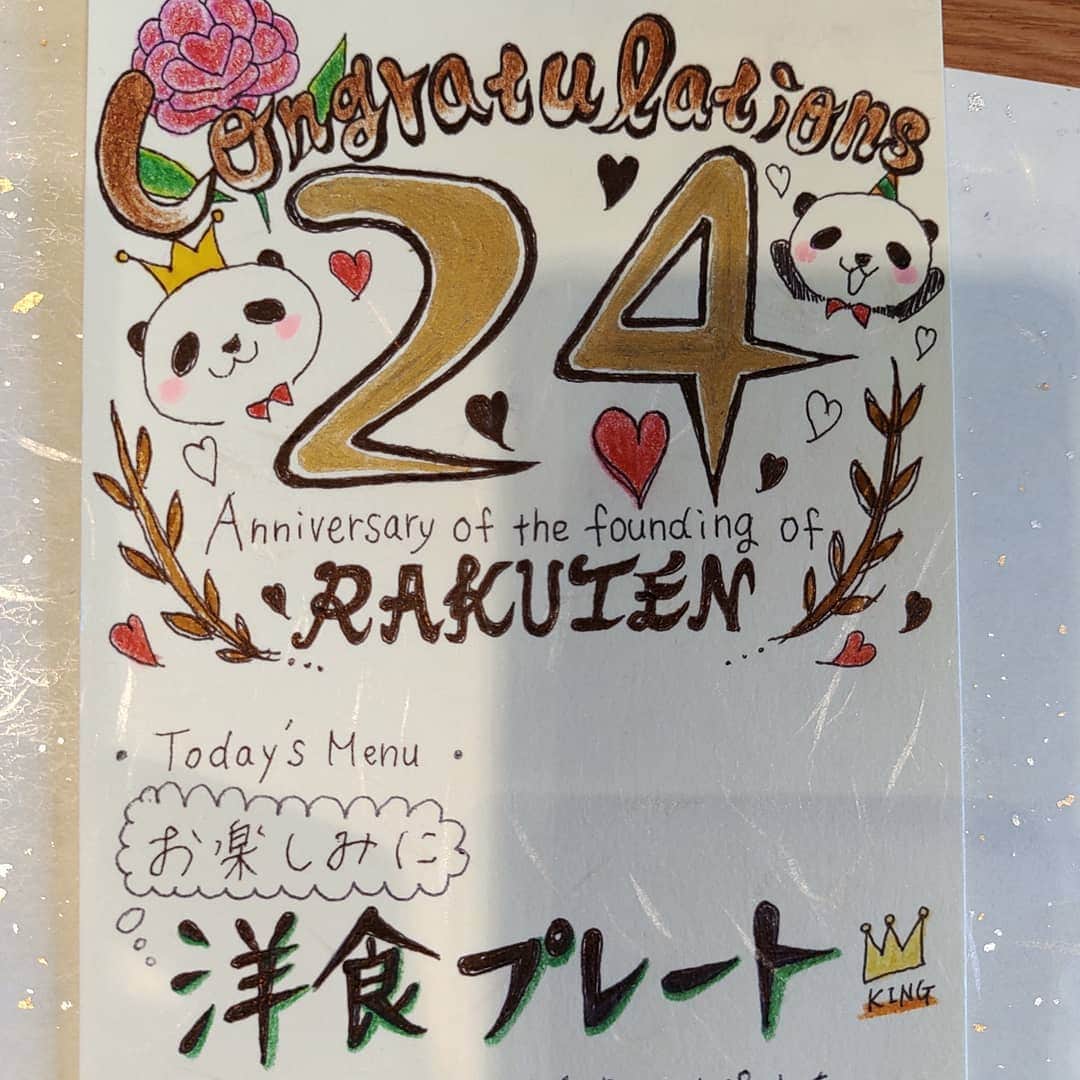 Congratulations
24
Anniversary of the founding of
RAKUTEN
• Today's Menu •
お楽しみに
洋食プレート
KING